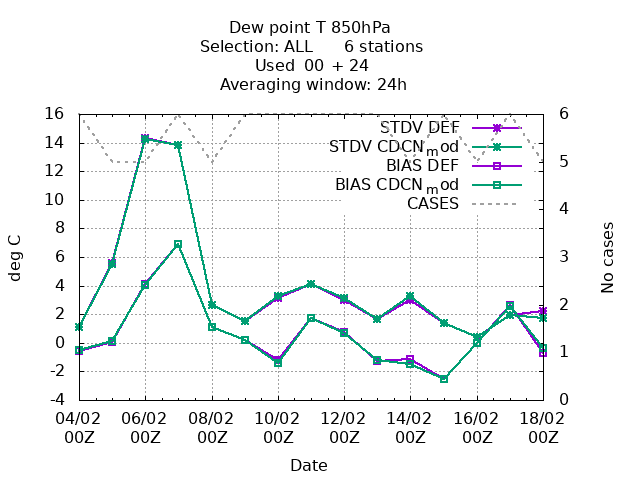 Dew point T 850hPa
Selection: ALL 6 stations
Used 00 + 24
Averaging window: 24h
16 6
STDV DEF
14
STDV CDCNmod
12 5
BIAS DEF
10
BIAS CDCNmod
4
CASES
8
6 3
4
2 2
0
1
-2
-4 0
deg C
No cases
04/02 06/02 08/02 10/02 12/02 14/02 16/02 18/02
00Z 00Z 00Z 00Z 00Z 00Z 00Z 00Z
Date